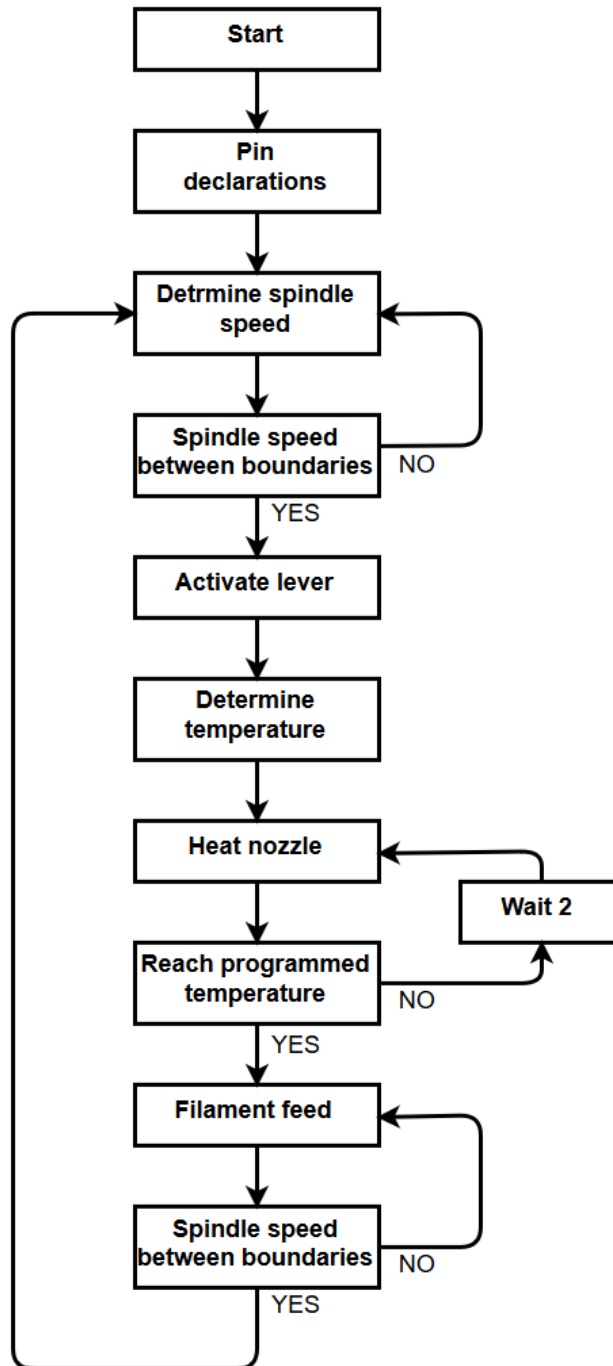 Start
Pin
declarations
Detrmine spindle
speed
Spindle speed
between boundaries
NO
YES
Activate lever
Determine
temperature
Heat nozzle
Wait 2
Reach programmed
temperature
NO
YES
Filament feed
Spindle speed
between boundaries
NO
YES